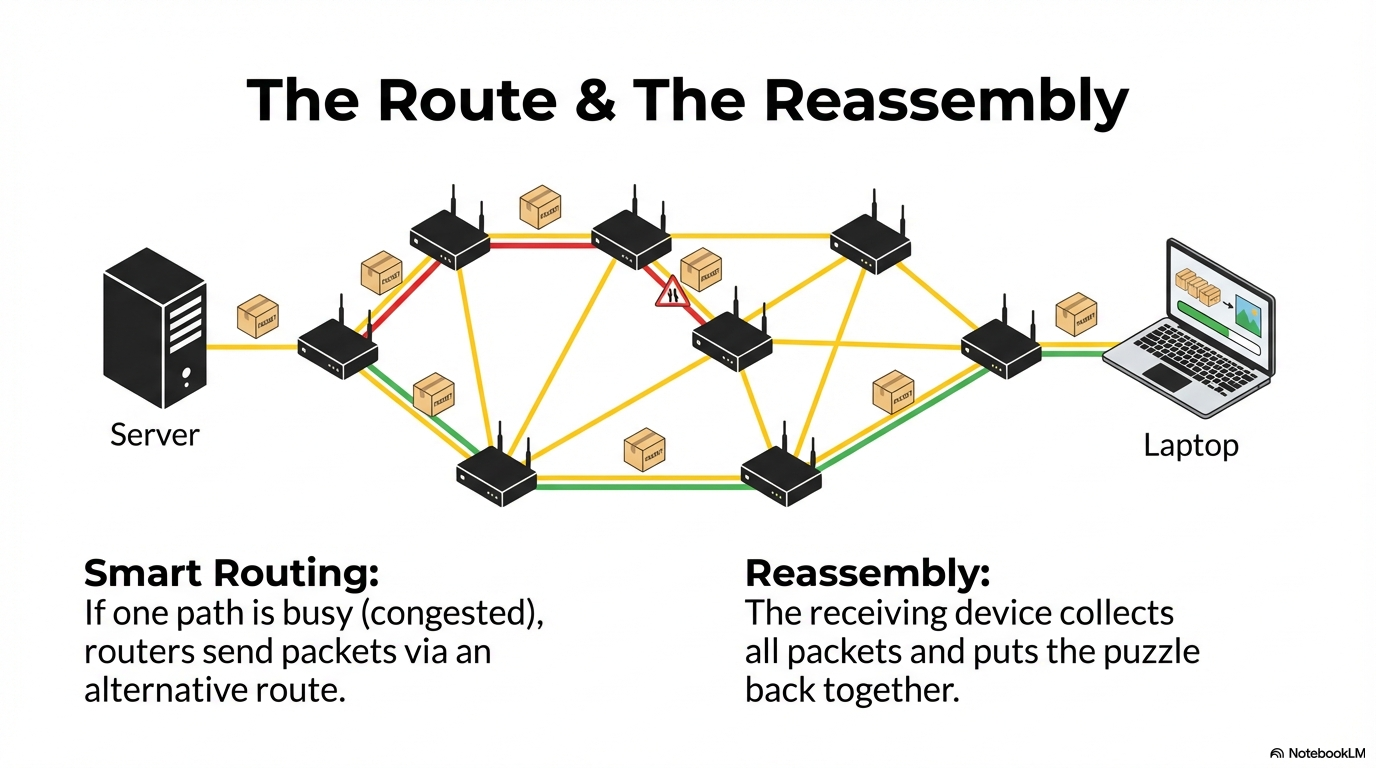 The Route & The Reassembly
Server
Laptop
Smart Routing:
If one path is busy (congested),
routers send packets via an
alternative route.
Reassembly:
The receiving device collects
all packets and puts the puzzle
back together.
NotebookLM